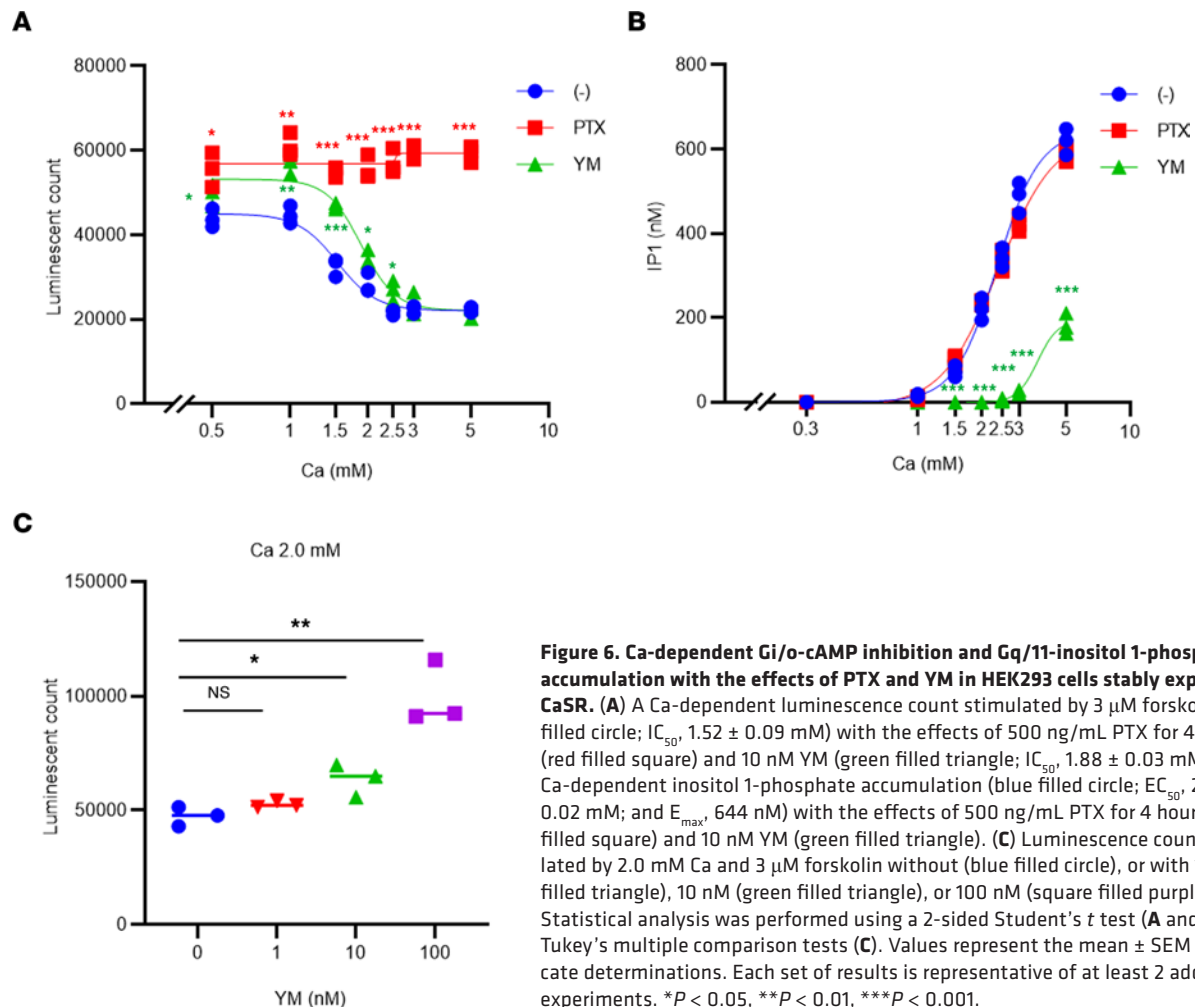 A
80000
60000
40000
20000
0
Luminescent count
* ** *** *** *** *** ***
* ** *** * *
0.5 1 1.5 2 2.5 3 5 10
Ca (mM)
(-)
PTX
YM
B
800
600
400
200
0
IP1 (nM)
*** *** *** *** ***
0.3 1 1.5 2 2.5 3 5 10
Ca (mM)
(-)
PTX
YM
C
Ca 2.0 mM
150000
100000
50000
0
Luminescent count
**
*
NS
0 1 10 100
YM (nM)
Figure 6. Ca-dependent Gi/o-cAMP inhibition and Gq/11-inositol 1-phosp
accumulation with the effects of PTX and YM in HEK293 cells stably exp
CaSR. (A) A Ca-dependent luminescence count stimulated by 3 μM forsko
filled circle; IC50, 1.52 ± 0.09 mM) with the effects of 500 ng/mL PTX for 4
(red filled square) and 10 nM YM (green filled triangle; IC50, 1.88 ± 0.03 mM
Ca-dependent inositol 1-phosphate accumulation (blue filled circle; EC50, 2
0.02 mM; and Emax, 644 nM) with the effects of 500 ng/mL PTX for 4 hour
filled square) and 10 nM YM (green filled triangle). (C) Luminescence coun
lated by 2.0 mM Ca and 3 μM forskolin without (blue filled circle), or with
filled triangle), 10 nM (green filled triangle), or 100 nM (square filled purpl
Statistical analysis was performed using a 2-sided Student's t test (A and
Tukey's multiple comparison tests (C). Values represent the mean ± SEM
cate determinations. Each set of results is representative of at least 2 add
experiments. *P < 0.05, **P < 0.01, ***P < 0.001.